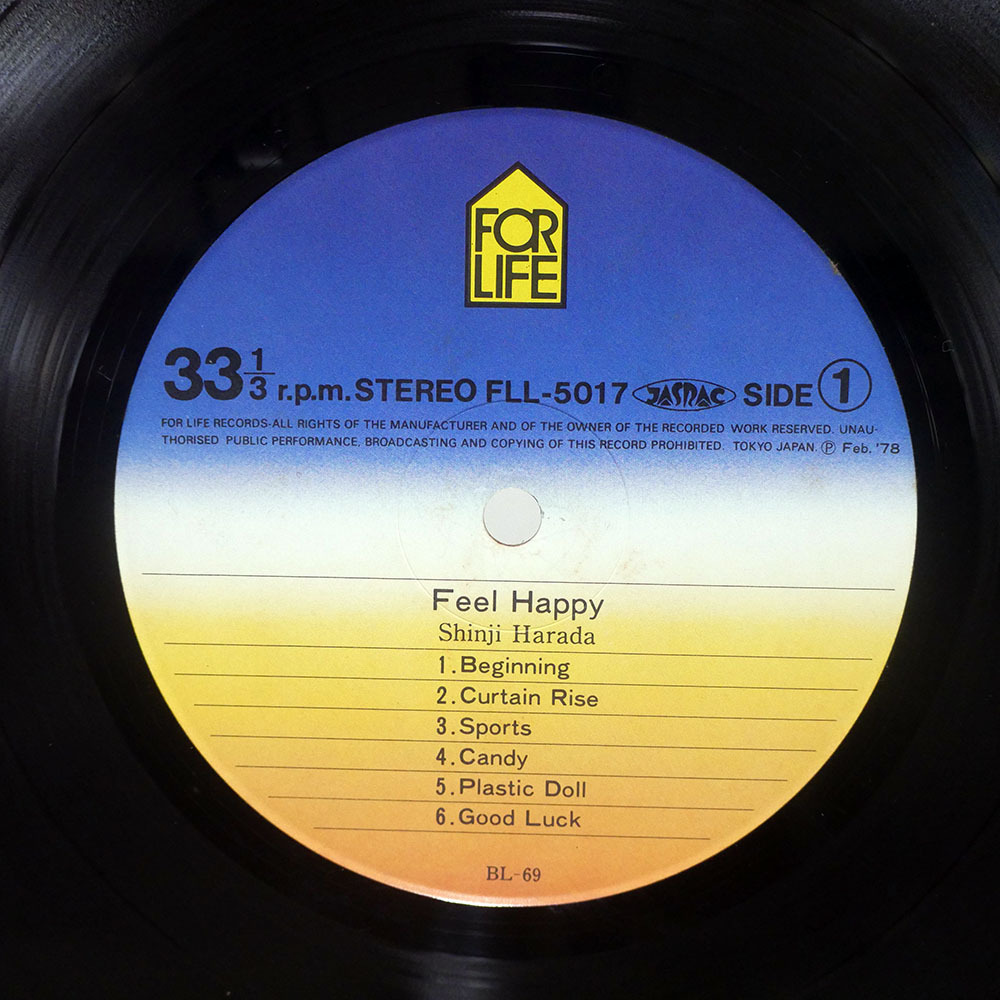 FOR
LIFE
33 1/3 r.p.m. STEREO FLL-5017 JASRAC SIDE 1
FOR LIFE RECORDS-ALL RIGHTS OF THE MANUFACTURER AND OF THE OWNER OF THE RECORDED WORK RESERVED. UNAU-
THORISED PUBLIC PERFORMANCE, BROADCASTING AND COPYING OF THIS RECORD PROHIBITED. TOKYO JAPAN. Ⓟ Feb. '78
Feel Happy
Shinji Harada
1.Beginning
2.Curtain Rise
3.Sports
4.Candy
5.Plastic Doll
6.Good Luck
BL-69